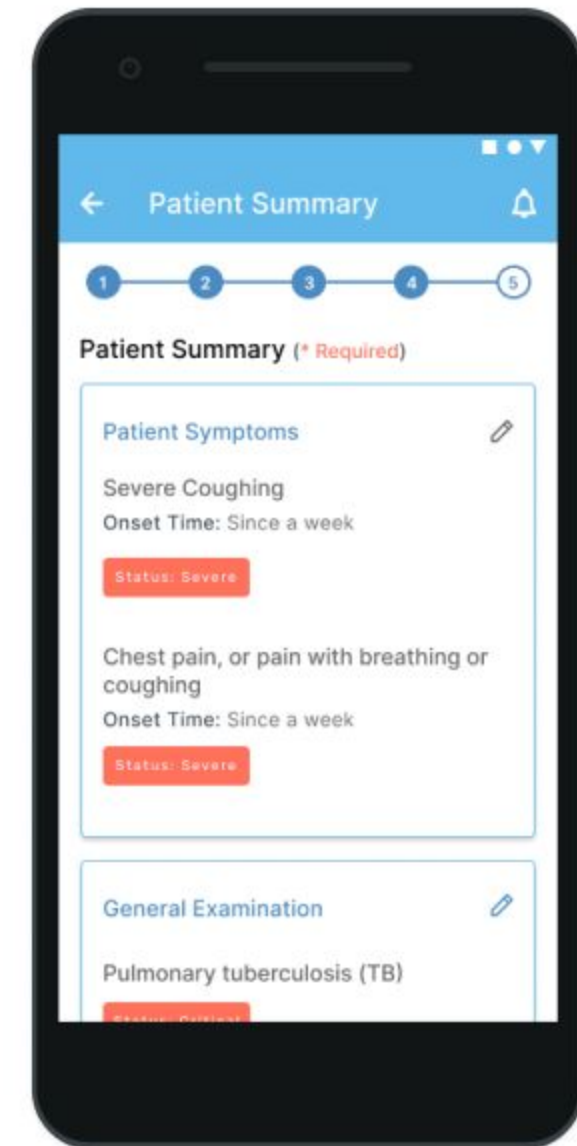 Patient Summary
1 2 3 4 5
Patient Summary (* Required)
Patient Symptoms
Severe Coughing
Onset Time: Since a week
Status: Severe
Chest pain, or pain with breathing or
coughing
Onset Time: Since a week
Status: Severe
General Examination
Pulmonary tuberculosis (TB)
Status: Critical